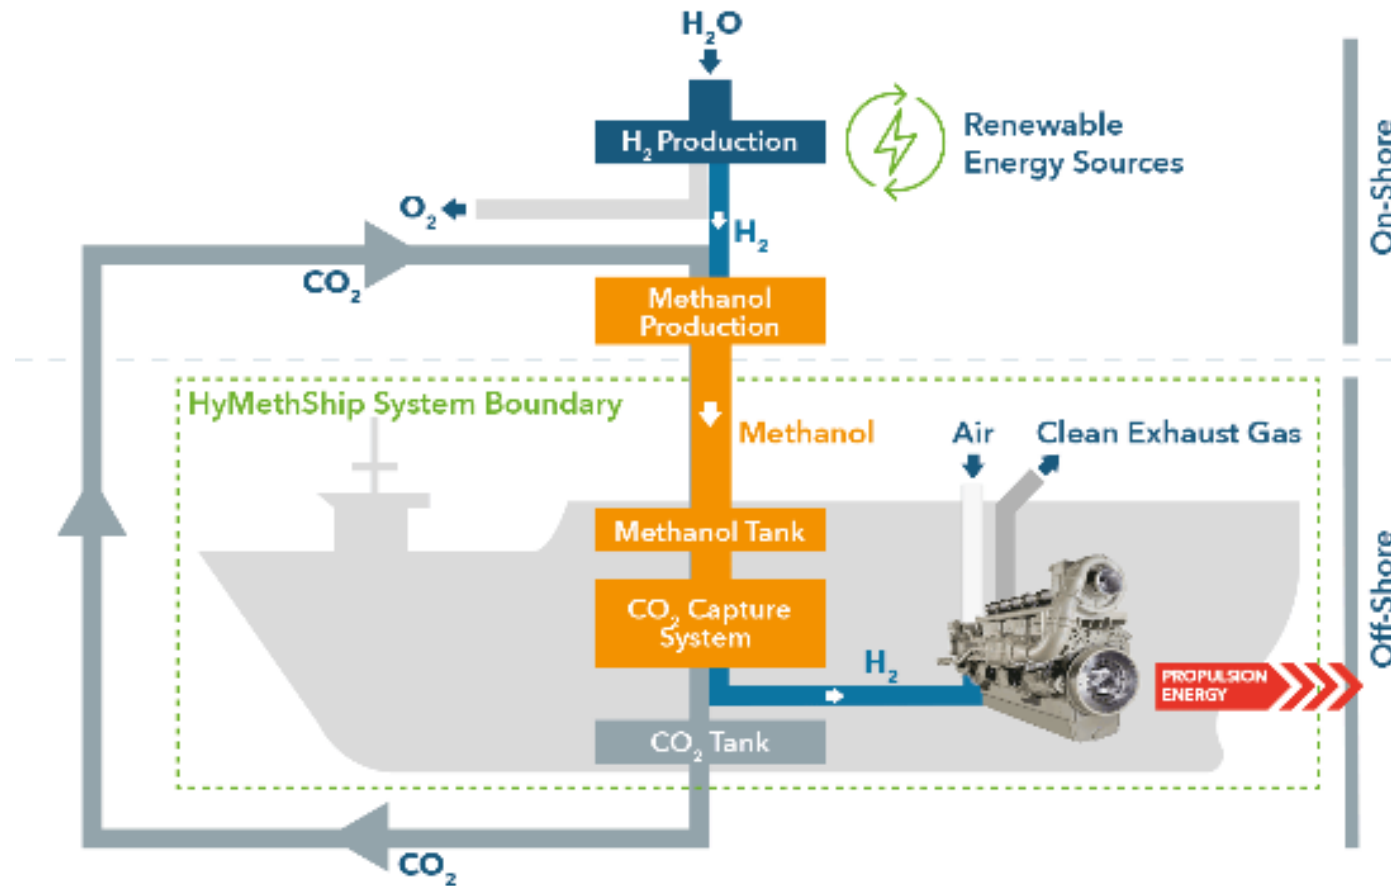 H₂O
H₂ Production
Renewable
Energy Sources
On-Shore
O₂
H₂
CO₂
Methanol
Production
HyMethShip System Boundary
Methanol
Air
Clean Exhaust Gas
Methanol Tank
CO₂ Capture
System
Off-Shore
H₂
PROPULSION
ENERGY
CO₂ Tank
CO₂